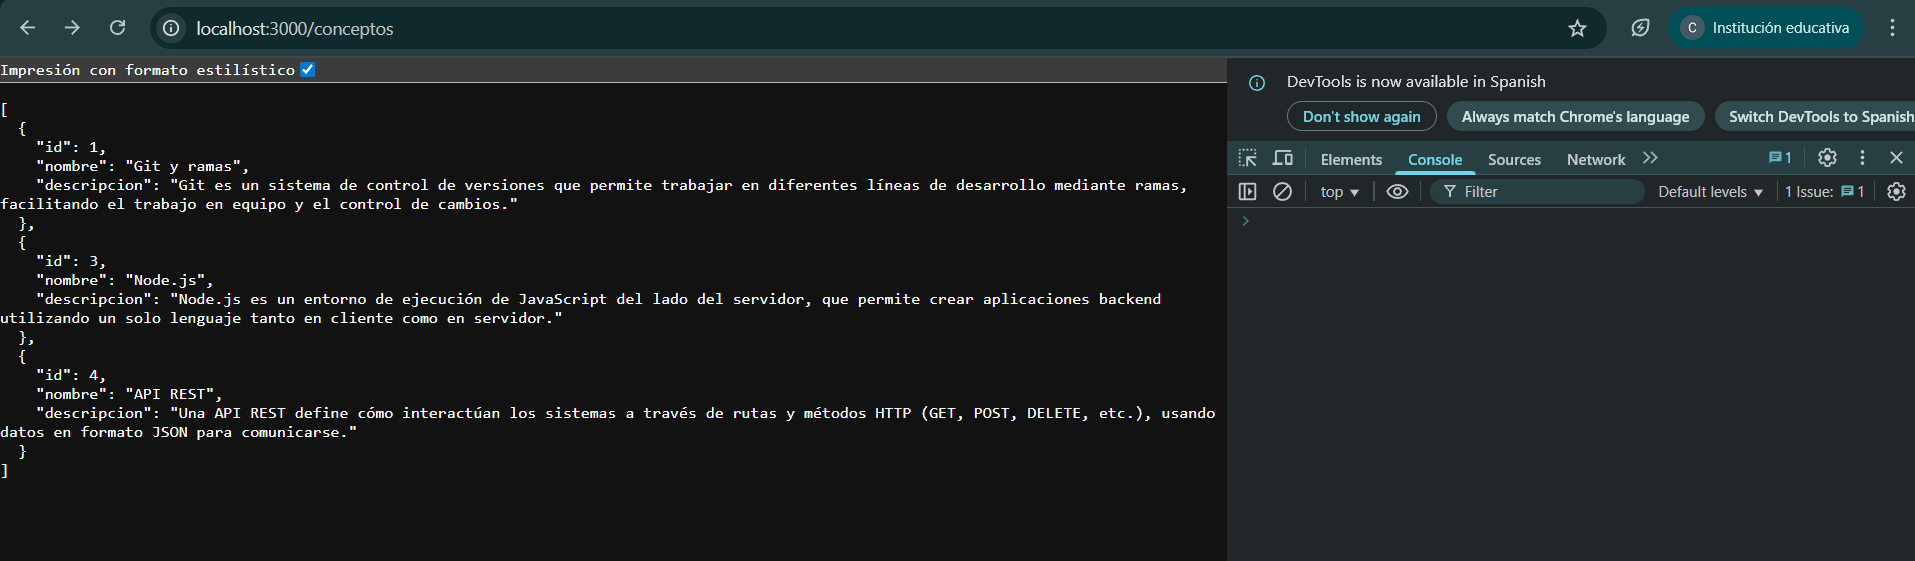 localhost:3000/conceptos
C Institución educativa
Impresión con formato estilístico
[
  {
    "id": 1,
    "nombre": "Git y ramas",
    "descripcion": "Git es un sistema de control de versiones que permite trabajar en diferentes líneas de desarrollo mediante ramas,
facilitando el trabajo en equipo y el control de cambios."
  },
  {
    "id": 3,
    "nombre": "Node.js",
    "descripcion": "Node.js es un entorno de ejecución de JavaScript del lado del servidor, que permite crear aplicaciones backend
utilizando un solo lenguaje tanto en cliente como en servidor."
  },
  {
    "id": 4,
    "nombre": "API REST",
    "descripcion": "Una API REST define cómo interactúan los sistemas a través de rutas y métodos HTTP (GET, POST, DELETE, etc.), usando
datos en formato JSON para comunicarse."
  }
]
DevTools is now available in Spanish
Don't show again Always match Chrome's language Switch DevTools to Spanish
Elements Console Sources Network 1
top Filter Default levels 1 Issue: 1